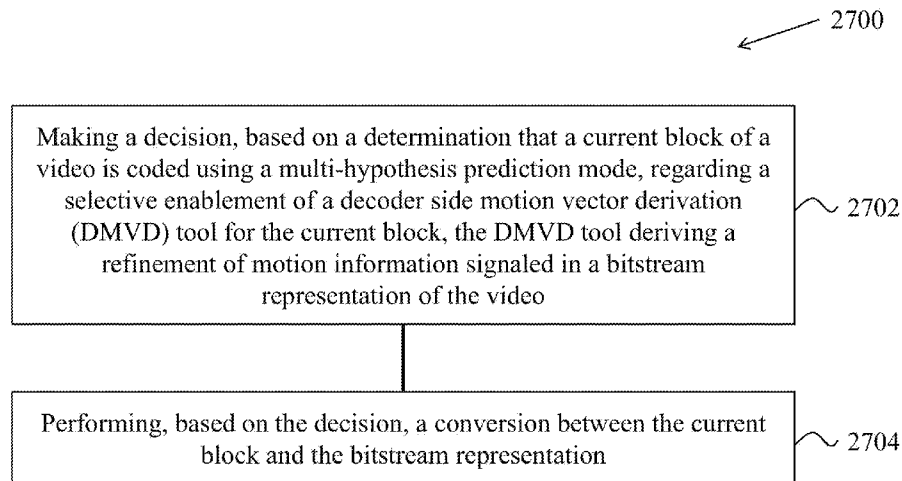 2700
Making a decision, based on a determination that a current block of a
video is coded using a multi-hypothesis prediction mode, regarding a
selective enablement of a decoder side motion vector derivation
(DMVD) tool for the current block, the DMVD tool deriving a
refinement of motion information signaled in a bitstream
representation of the video
2702
Performing, based on the decision, a conversion between the current
block and the bitstream representation
2704